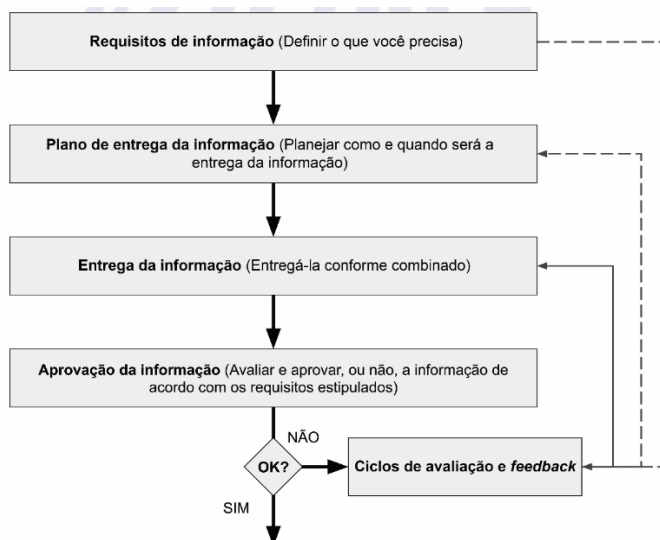 Requisitos de informação (Definir o que você precisa)
Plano de entrega da informação (Planejar como e quando será a
entrega da informação)
Entrega da informação (Entregá-la conforme combinado)
Aprovação da informação (Avaliar e aprovar, ou não, a informação de
acordo com os requisitos estipulados)
NÃO
OK?
Ciclos de avaliação e feedback
SIM